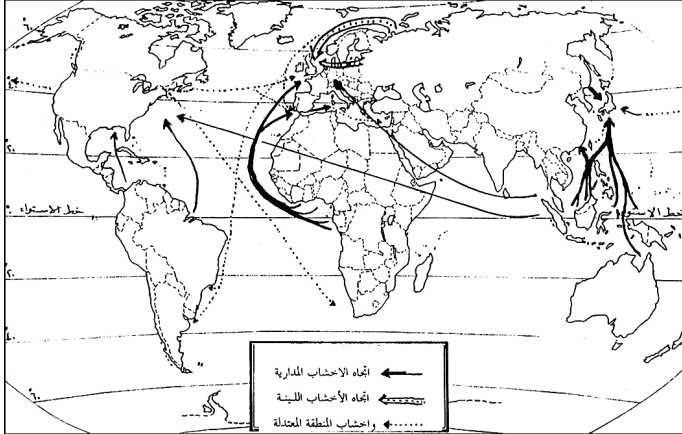 خط الاستواء
خط الاستواء
اتجاه الاخشاب المدارية
اتجاه الأخشاب اللينة
واخشاب المنطقة المعتدلة